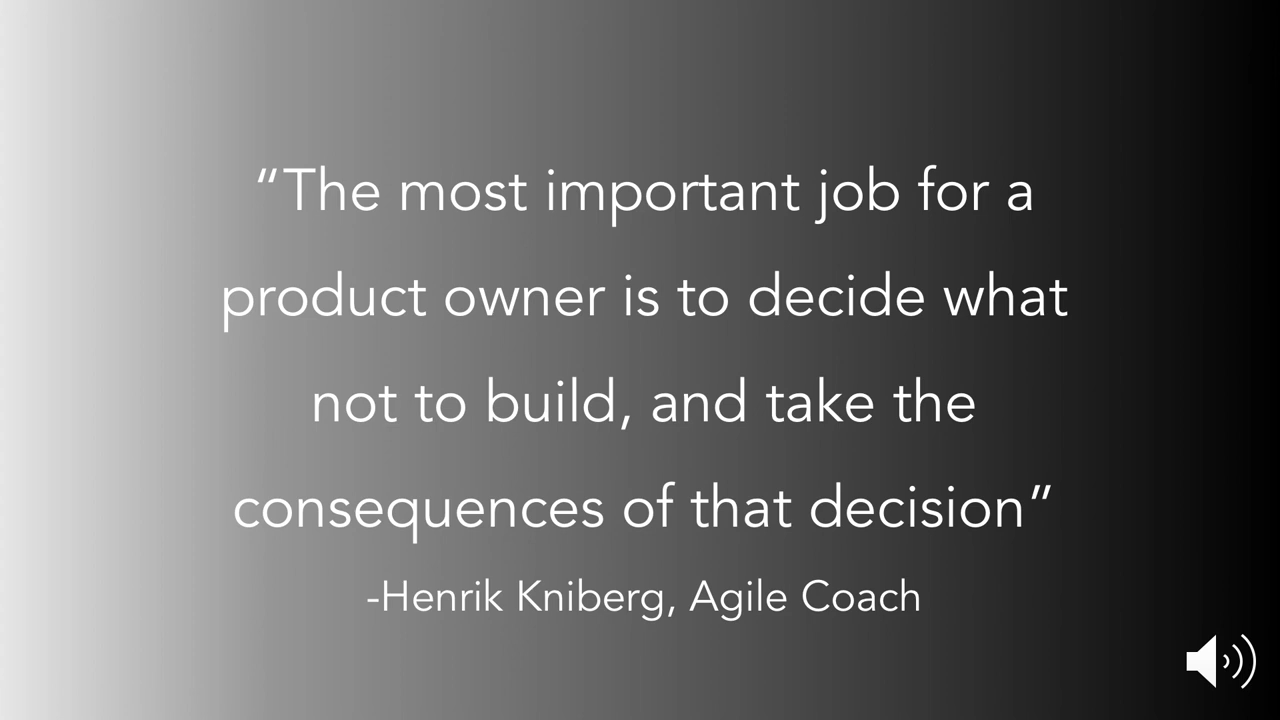 “The most important job for a
product owner is to decide what
not to build, and take the
consequences of that decision”
-Henrik Kniberg, Agile Coach